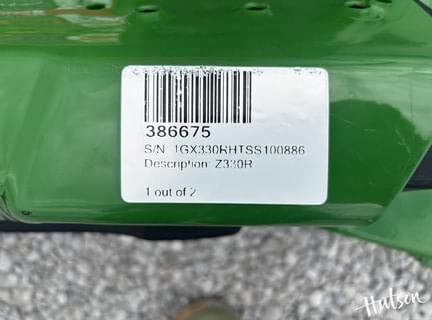 386675
S/N: 1GX330RHTSS100886
Description: Z330R
1 out of 2
Hutson